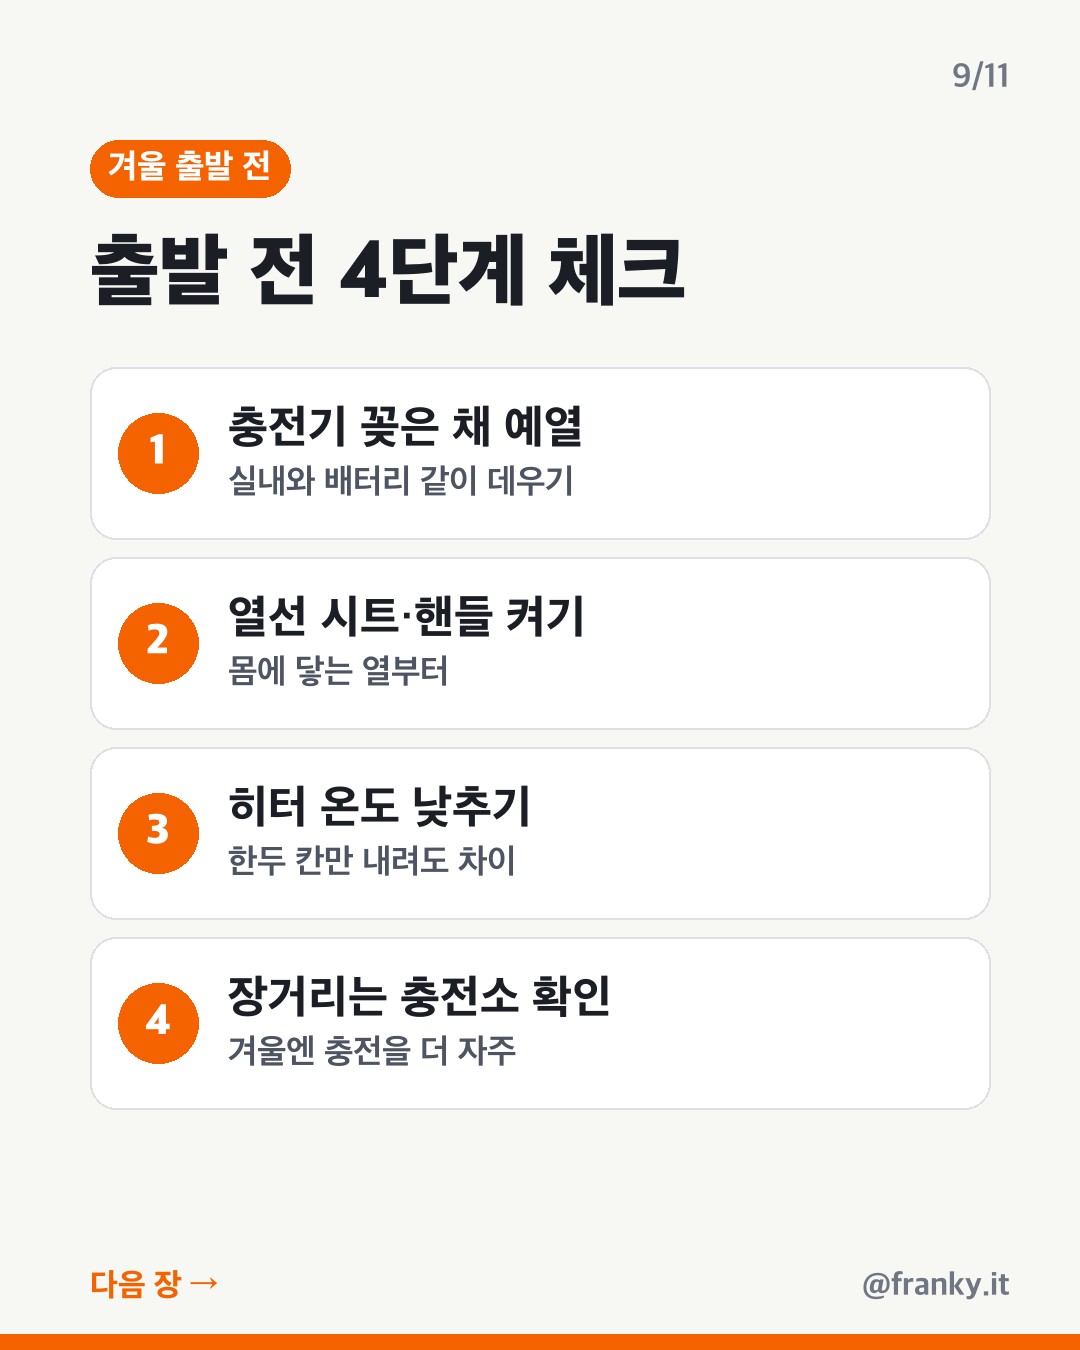 9/11
겨울 출발 전
출발 전 4단계 체크
1
충전기 꽂은 채 예열
실내와 배터리 같이 데우기
2
열선 시트·핸들 켜기
몸에 닿는 열부터
3
히터 온도 낮추기
한두 칸만 내려도 차이
4
장거리는 충전소 확인
겨울엔 충전을 더 자주
다음 장 →
@franky.it